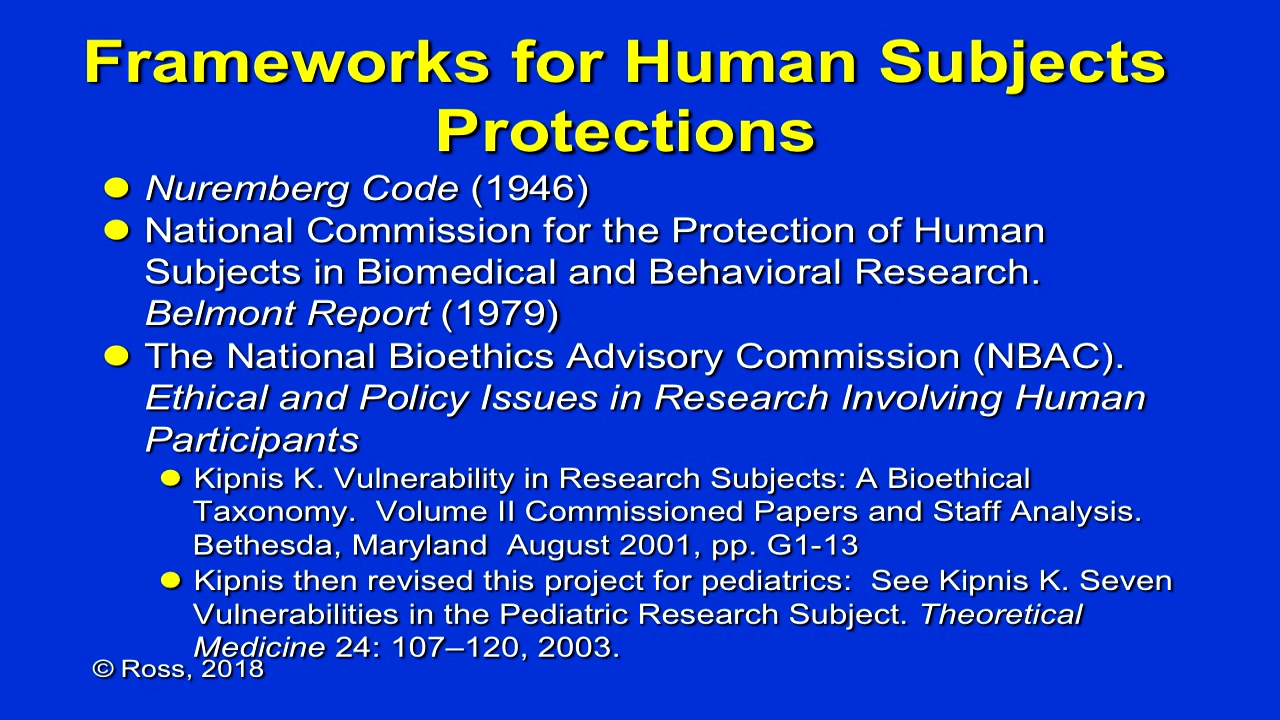 Frameworks for Human Subjects
Protections
Nuremberg Code (1946)
National Commission for the Protection of Human
Subjects in Biomedical and Behavioral Research.
Belmont Report (1979)
The National Bioethics Advisory Commission (NBAC).
Ethical and Policy Issues in Research Involving Human
Participants
Kipnis K. Vulnerability in Research Subjects: A Bioethical
Taxonomy.  Volume II Commissioned Papers and Staff Analysis.
Bethesda, Maryland  August 2001, pp. G1-13
Kipnis then revised this project for pediatrics:  See Kipnis K. Seven
Vulnerabilities in the Pediatric Research Subject. Theoretical
Medicine 24: 107–120, 2003.
© Ross, 2018